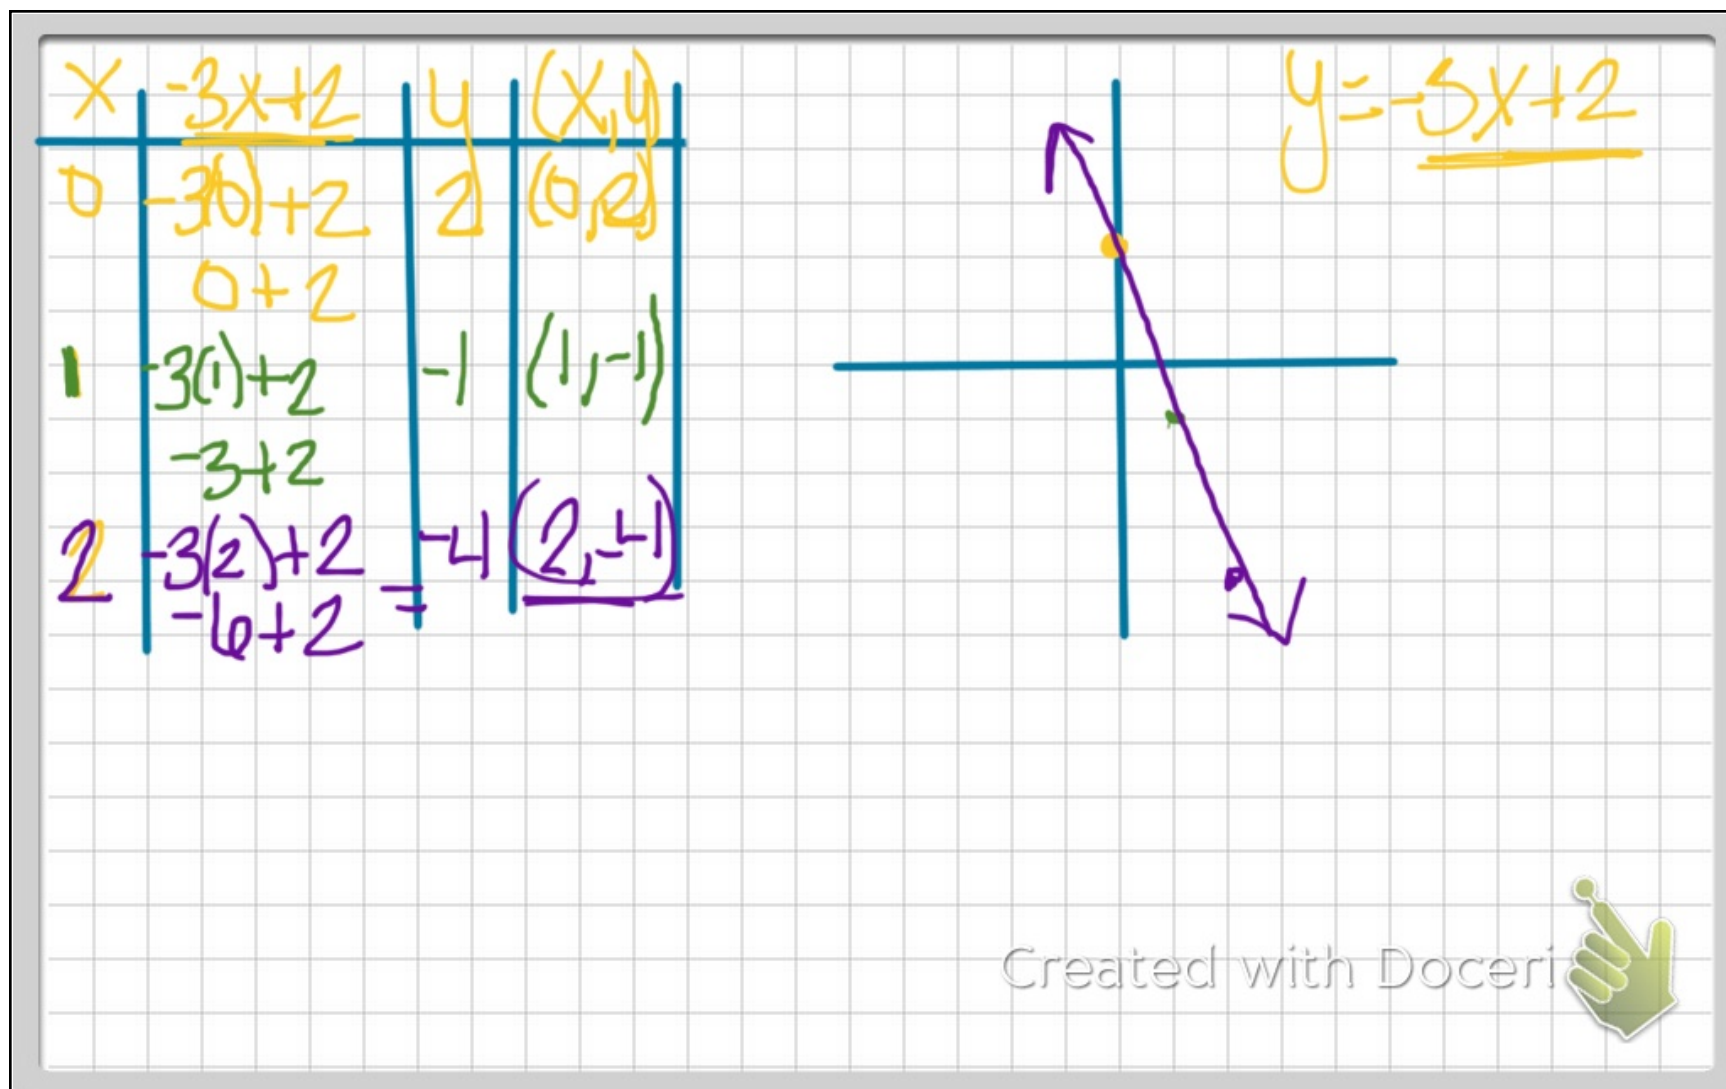 x -3x+2 y (x,y) y=-3x+2
0 -3(0)+2 2 (0,2)
0+2
1 -3(1)+2 -1 (1,-1)
-3+2
2 -3(2)+2 -4 (2,-4)
-6+2 =
Created with Doceri